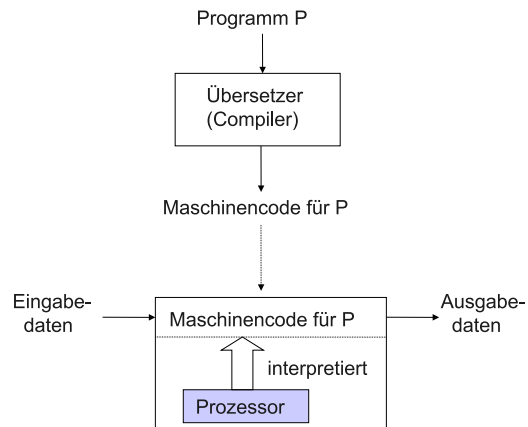 Programm P
Übersetzer
(Compiler)
Maschinencode für P
Eingabe-
daten
Maschinencode für P
Ausgabe-
daten
interpretiert
Prozessor